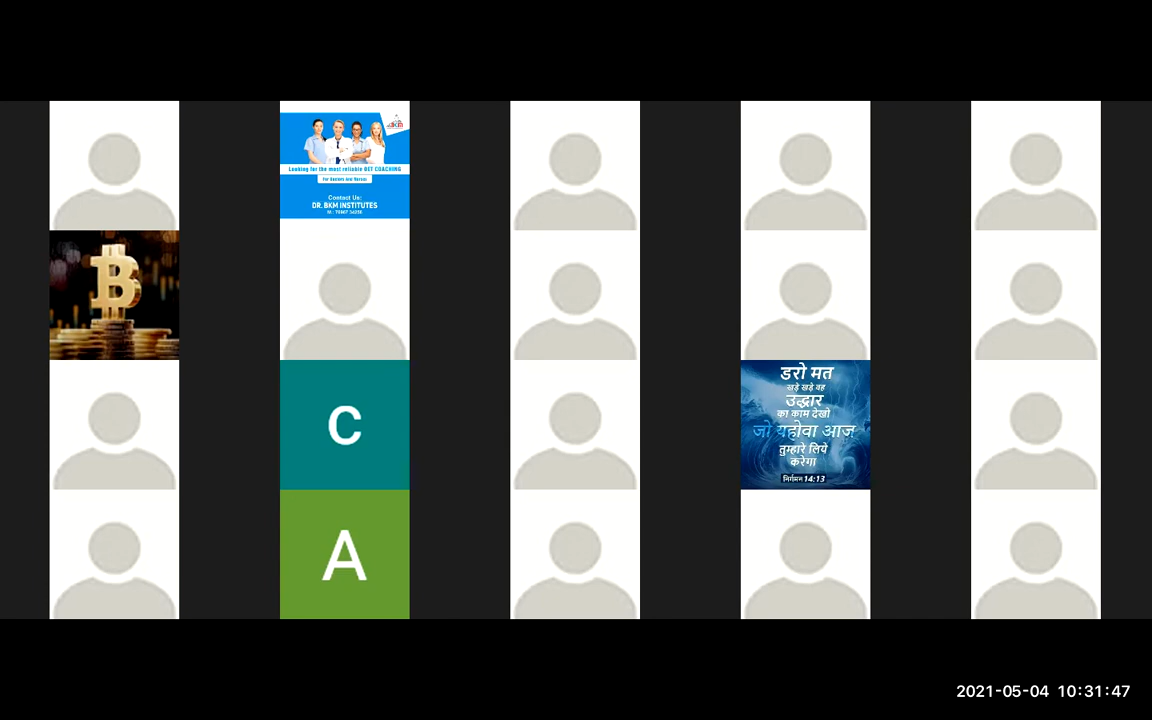 Looking for the most reliable OET COACHING
For Doctors And Nurses
Contact Us:
DR. BKM INSTITUTES
C
डरो मत
खड़े खड़े वह
उद्धार
का काम देखो
जो यहोवा आज
तुम्हारे लिये
करेगा
निर्गमन 14:13
A
2021-05-04 10:31:47